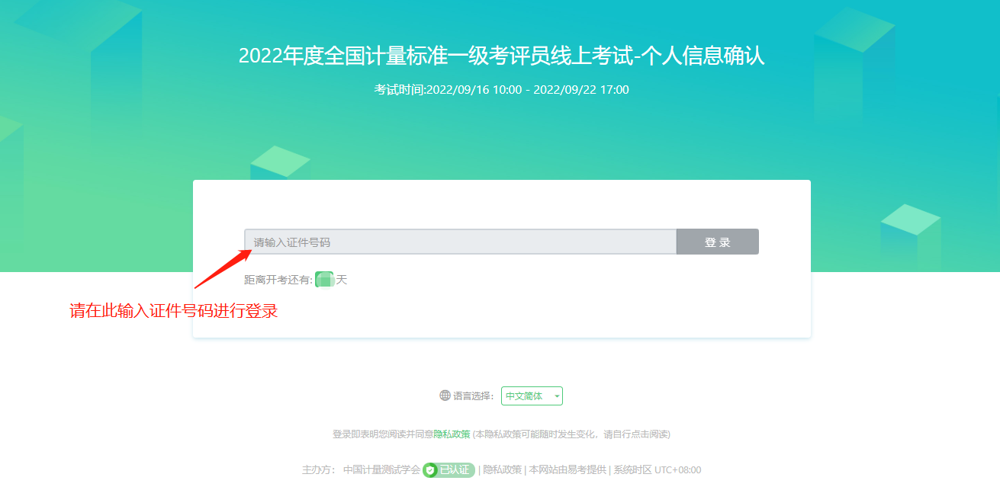 2022年度全国计量标准一级考评员线上考试-个人信息确认
考试时间:2022/09/16 10:00 - 2022/09/22 17:00
请输入证件号码
登 录
距离开考还有: 天
请在此输入证件号码进行登录
语言选择： 中文简体
登录即表明您阅读并同意隐私政策 (本隐私政策可能随时发生变化，请自行点击阅读)
主办方： 中国计量测试学会 已认证 | 隐私政策 | 本网站由易考提供 | 系统时区 UTC+08:00